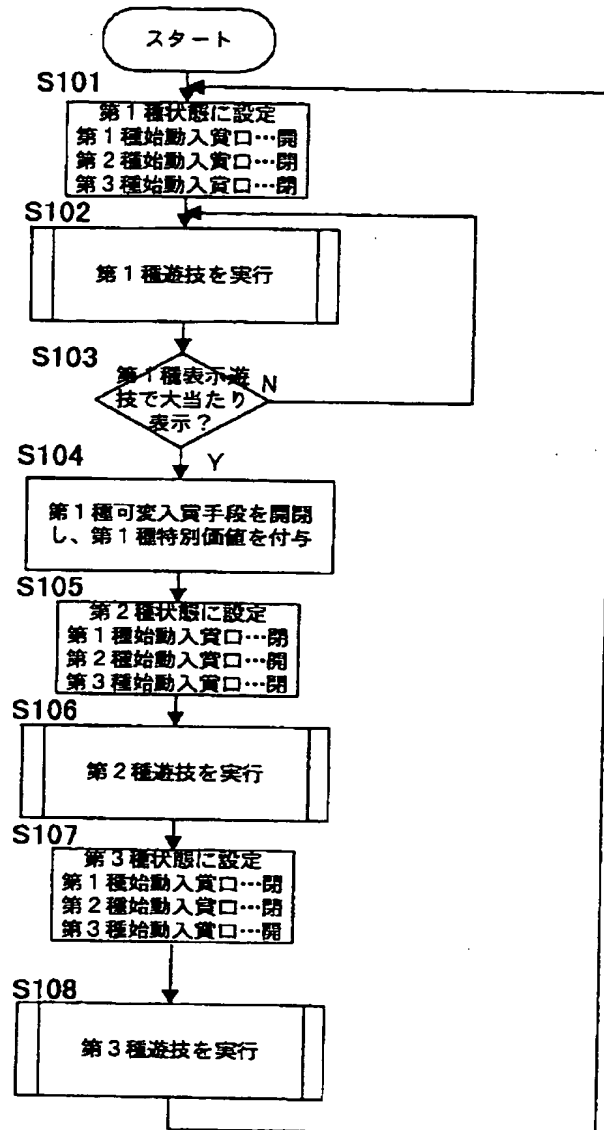 スタート
S101
第1種状態に設定
第1種始動入賞口…開
第2種始動入賞口…閉
第3種始動入賞口…閉
S102
第1種遊技を実行
S103
第1種表示遊
技で大当たり
表示？
N
Y
S104
第1種可変入賞手段を開閉
し、第1種特別価値を付与
S105
第2種状態に設定
第1種始動入賞口…閉
第2種始動入賞口…開
第3種始動入賞口…閉
S106
第2種遊技を実行
S107
第3種状態に設定
第1種始動入賞口…閉
第2種始動入賞口…閉
第3種始動入賞口…開
S108
第3種遊技を実行